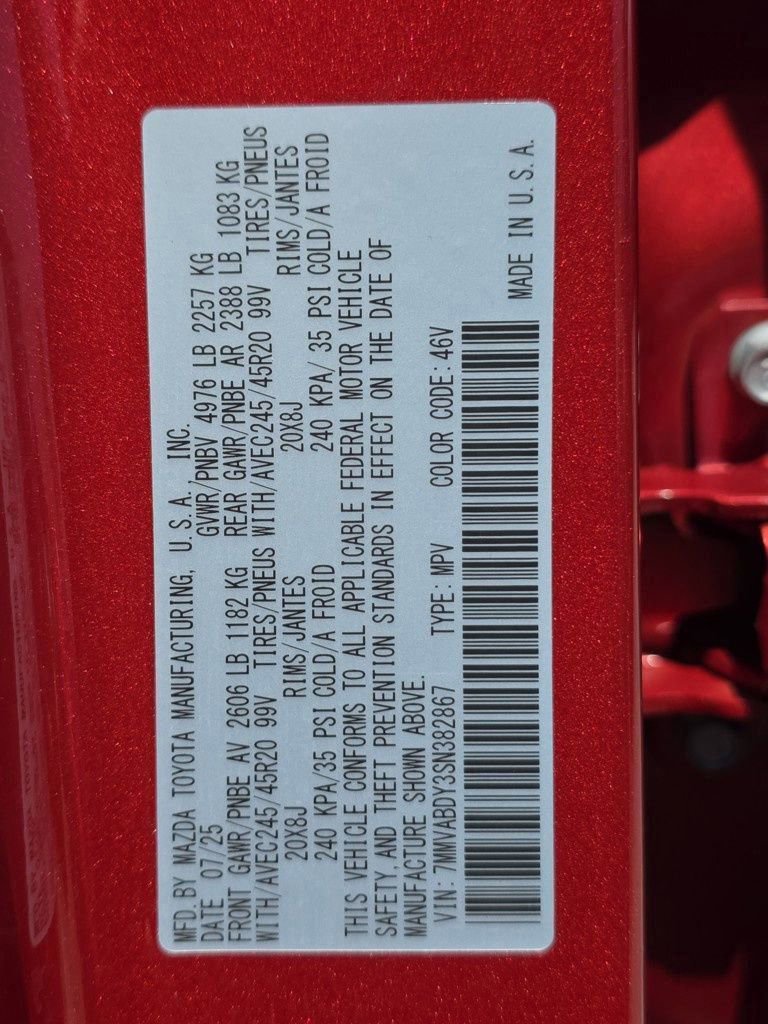 MFD.BY MAZDA TOYOTA MANUFACTURING, U.S.A. INC.
DATE 07/25 GVWR/PNBV 4976 LB 2257 KG
FRONT GAWR/PNBE AV 2606 LB 1182 KG REAR GAWR/PNBE AR 2388 LB 1083 KG
WITH/AVEC245/45R20 99V TIRES/PNEUS WITH/AVEC245/45R20 99V TIRES/PNEUS
20X8J RIMS/JANTES 20X8J RIMS/JANTES
240 KPA/35 PSI COLD/A FROID 240 KPA/ 35 PSI COLD/A FROID
THIS VEHICLE CONFORMS TO ALL APPLICABLE FEDERAL MOTOR VEHICLE
SAFETY,AND THEFT PREVENTION STANDARDS IN EFFECT ON THE DATE OF
MANUFACTURE SHOWN ABOVE.
VIN:7MMVABDY3SN382867 TYPE:MPV COLOR CODE:46V
MADE IN U.S.A.